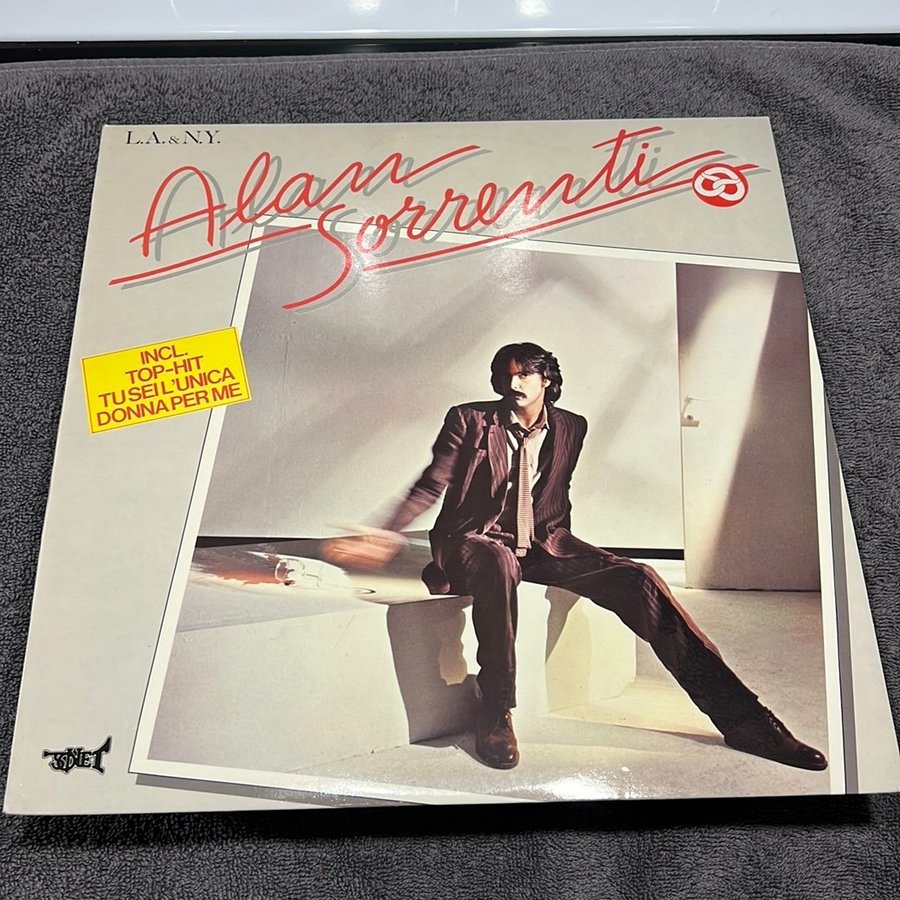 L.A. & N.Y.
Alan
Sorrenti
INCL.
TOP-HIT
TU SEI L'UNICA
DONNA PER ME